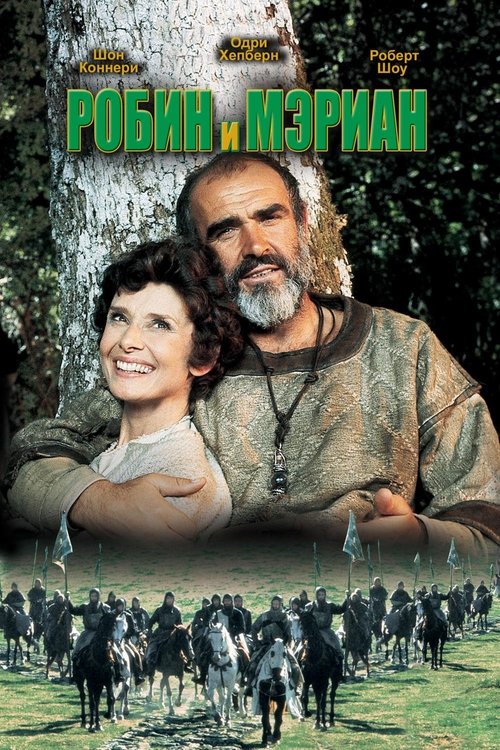 Шон
Коннери
Одри
Хепберн
Роберт
Шоу
РОБИН И МЭРИАН